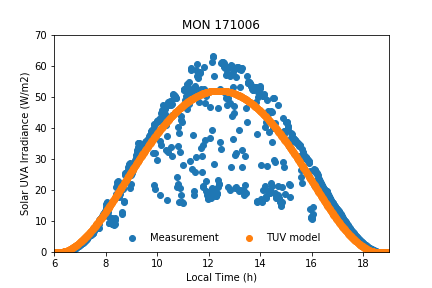 MON 171006
70
60
50
40
30
20
10
0
Solar UVA Irradiance (W/m2)
Measurement TUV model
6 8 10 12 14 16 18
Local Time (h)